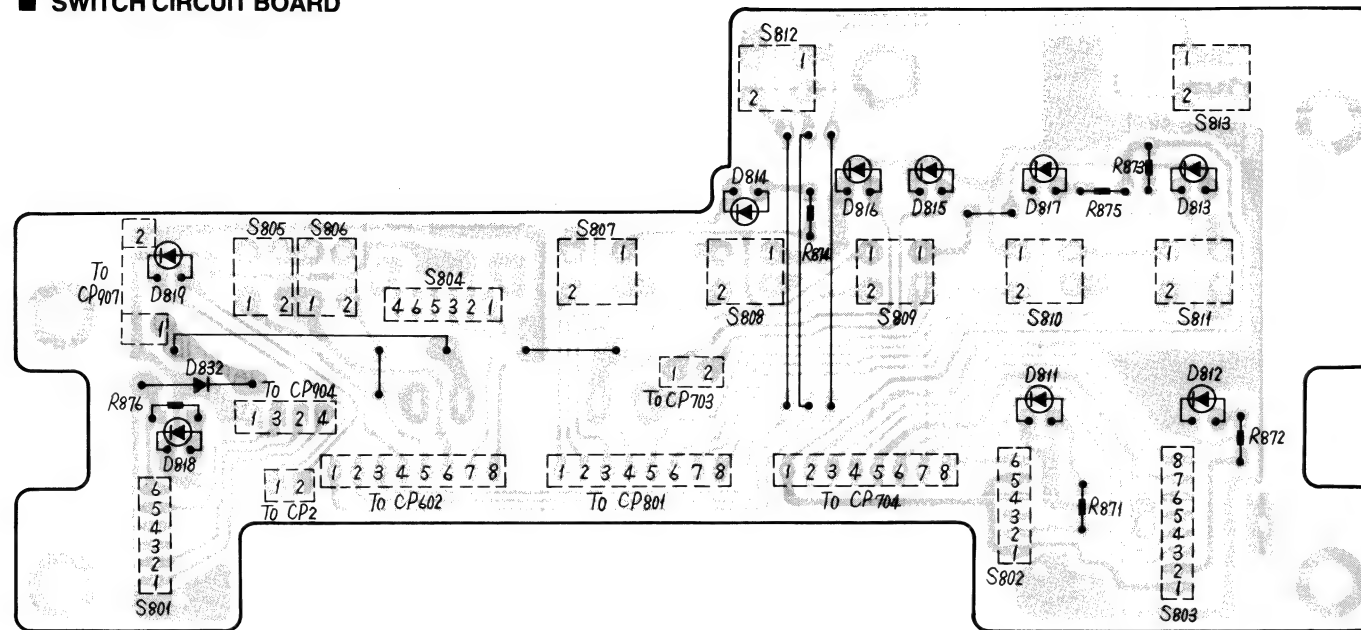 ■ SWITCH CIRCUIT BOARD
S812
1
2
1
2
S813
D814
D816
D815
D817
R875
R873
D813
R874
2
To
CP907
1
D819
S805
1 2
S806
1 2
S804
4 6 5 3 2 1
S807
1
2
1
2
S808
1
2
S809
1
2
S810
1
2
S811
D832
R876
D818
To CP904
1 3 2 4
1 2
To CP703
D811
D812
R872
1 2
To CP2
1 2 3 4 5 6 7 8
To CP602
1 2 3 4 5 6 7 8
To CP801
1 2 3 4 5 6 7 8
To CP704
6
5
4
3
2
1
S801
6
5
4
3
2
1
S802
R871
8
7
6
5
4
3
2
1
S803